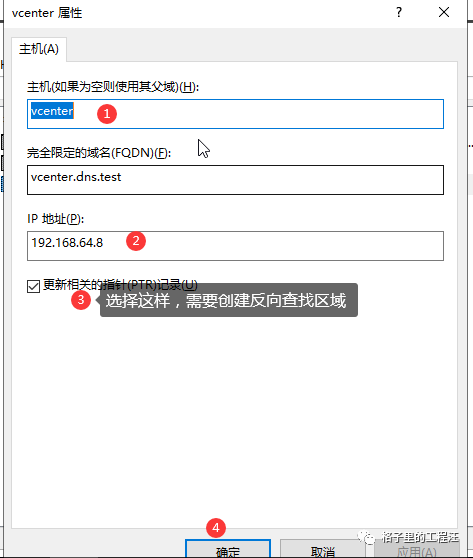 vcenter 属性
?
主机(A)
主机(如果为空则使用其父域)(H):
vcenter
1
完全限定的域名(FQDN)(F):
vcenter.dns.test
IP 地址(P):
192.168.64.8
2
更新相关的指针(PTR)记录(U)
3
选择这样，需要创建反向查找区域
4
确定
取消
应用(A)
格子里的工程迋